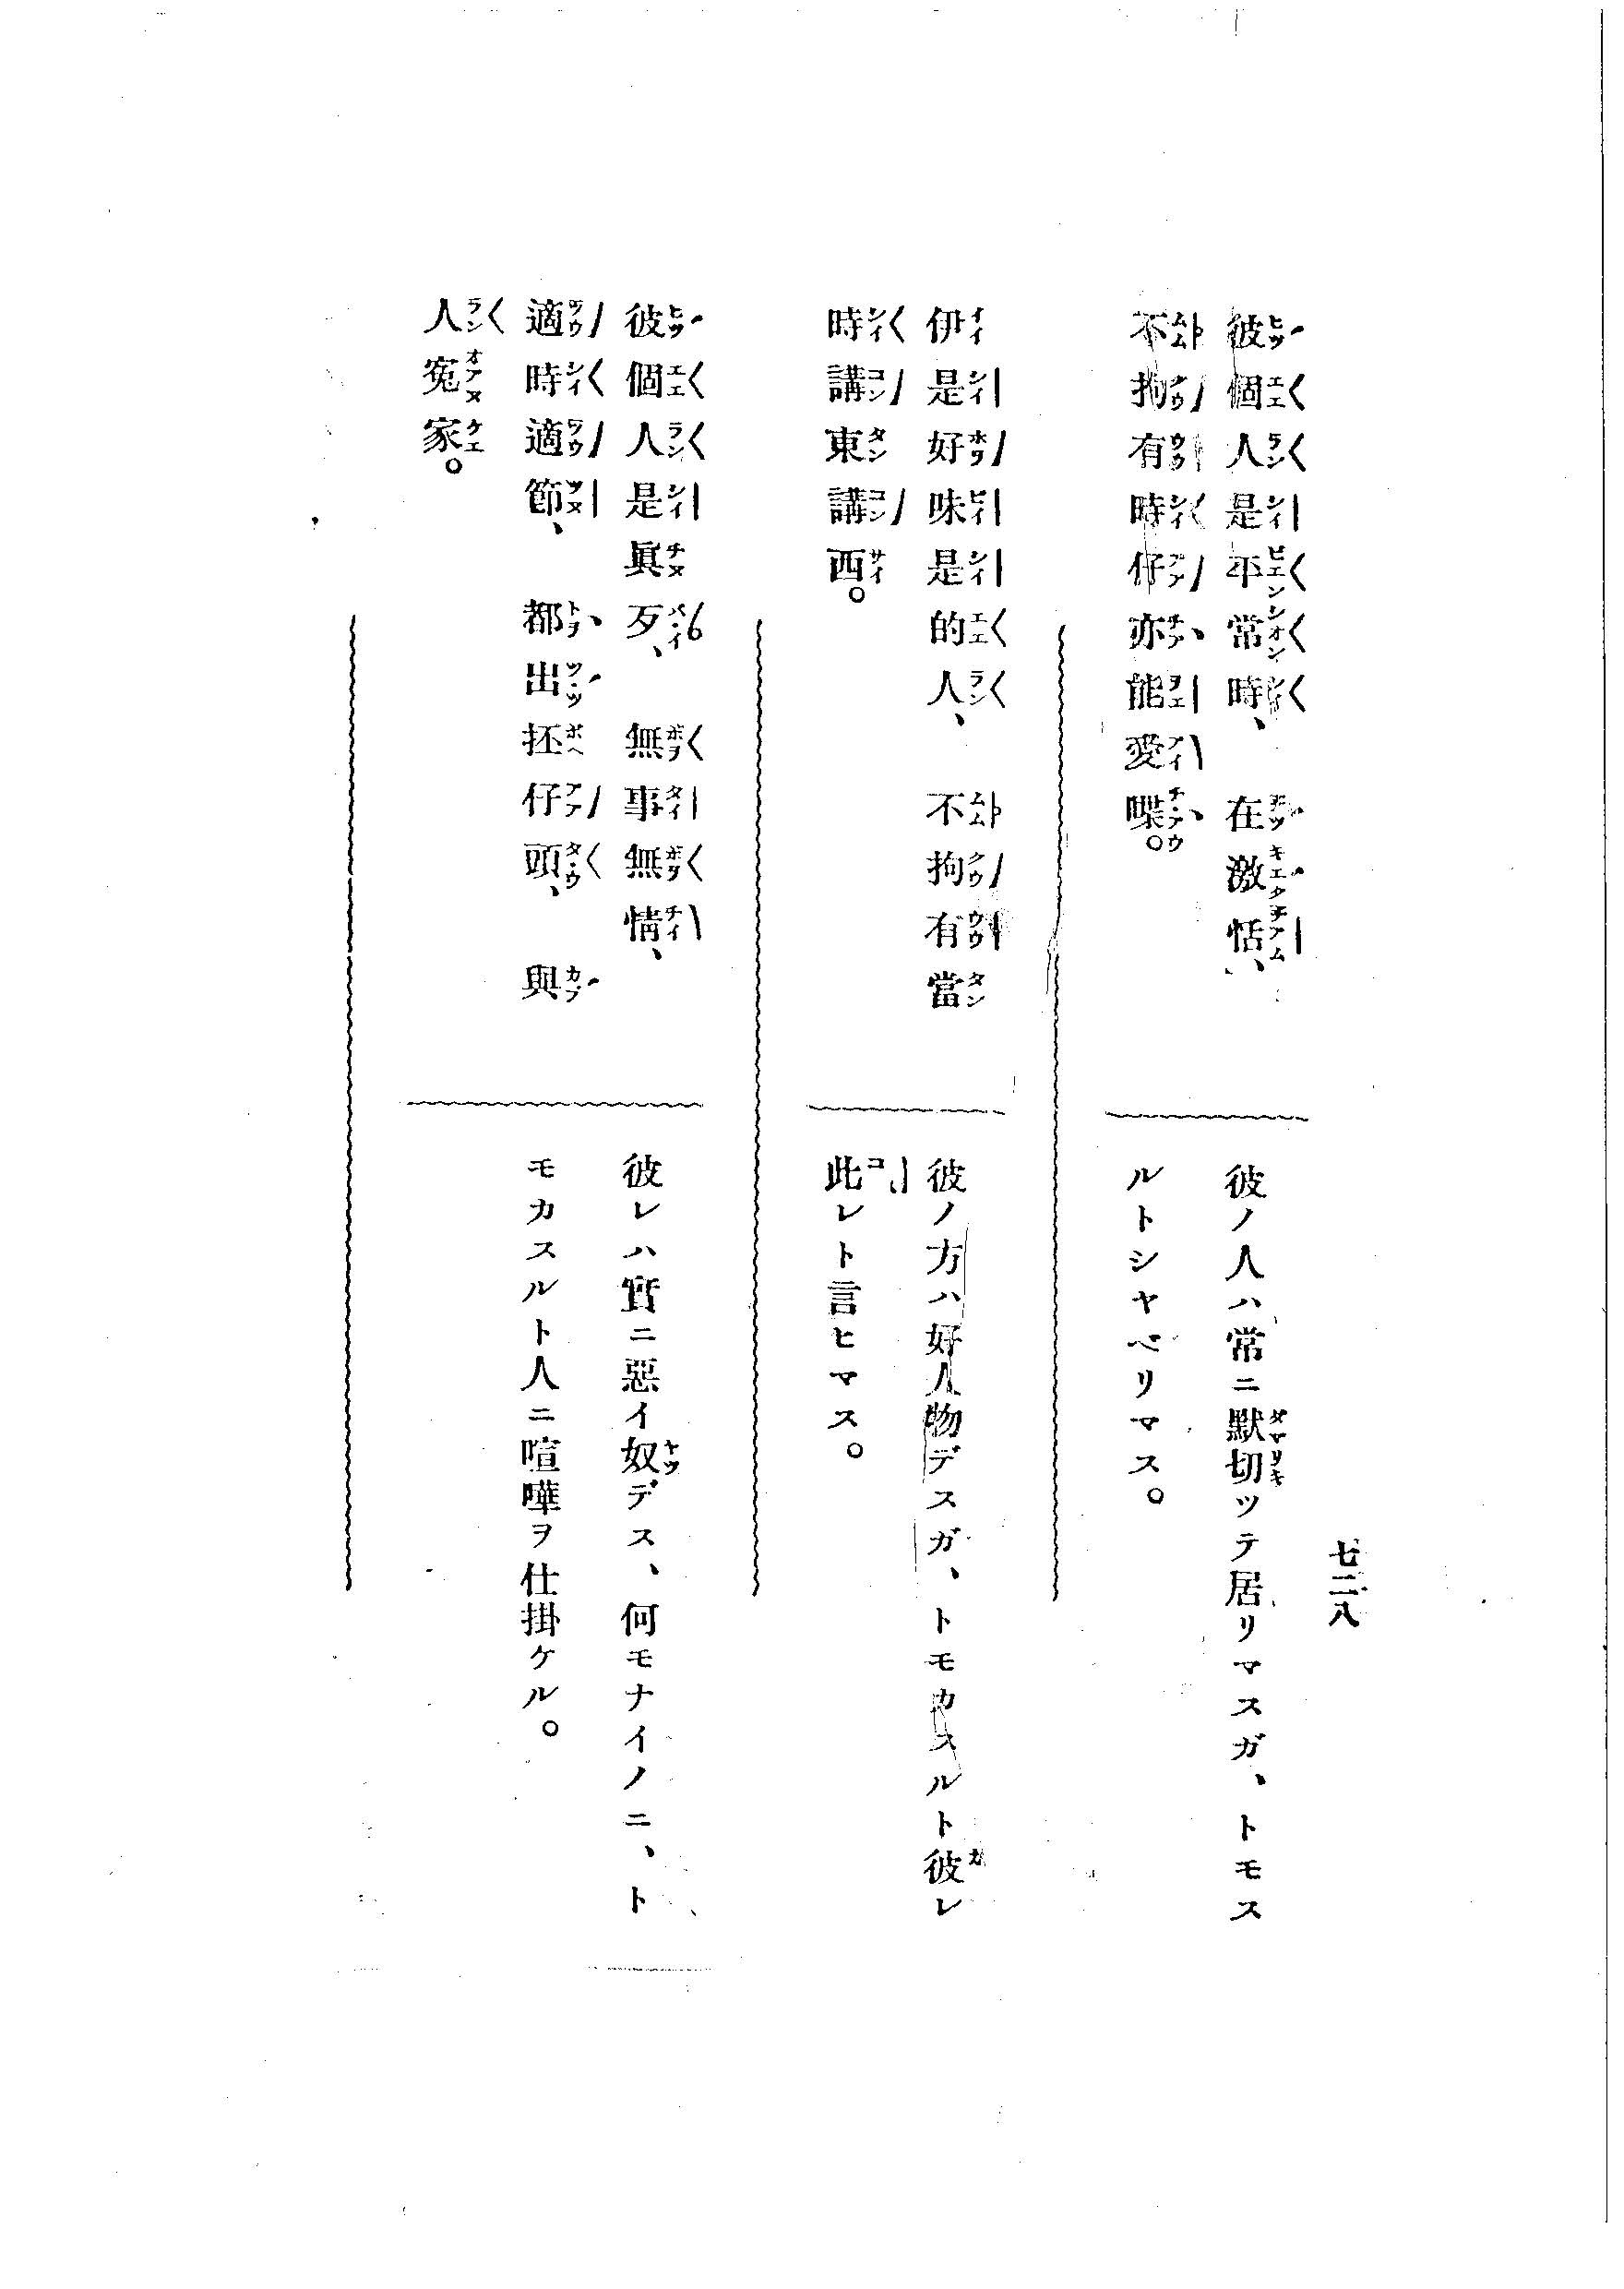 七二八
彼個人是平常時、在激恬、
不拘有時仔亦能愛喋。
彼ノ人ハ常ニ默切ツテ居リマスガ、トモス
ルトシヤベリマス。
伊是好味是的人、不拘有當
時講東講西。
彼ノ方ハ好人物デスガ、トモカスルト彼レ
此レト言ヒマス。
彼個人是眞歹、無事無情、
適時適節、都出抷仔頭、與
人寃家。
彼レハ實ニ惡イ奴デス、何モナイノニ、ト
モカスルト人ニ喧嘩ヲ仕掛ケル。